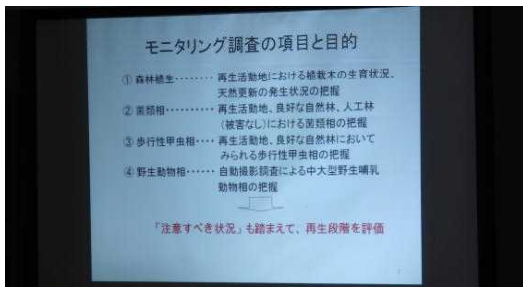 モニタリング調査の項目と目的
① 森林植生‥‥‥‥ 再生活動地における植栽木の生育状況、
天然更新の発生状況の把握
② 菌類相‥‥‥‥‥ 再生活動地、良好な自然林、人工林
(被害なし)における菌類相の把握
③ 歩行性甲虫相‥‥ 再生活動地、良好な自然林において
みられる歩行性甲虫相の把握
④ 野生動物相‥‥‥ 自動撮影調査による中大型野生哺乳
動物相の把握
「注意すべき状況」も踏まえて、再生段階を評価